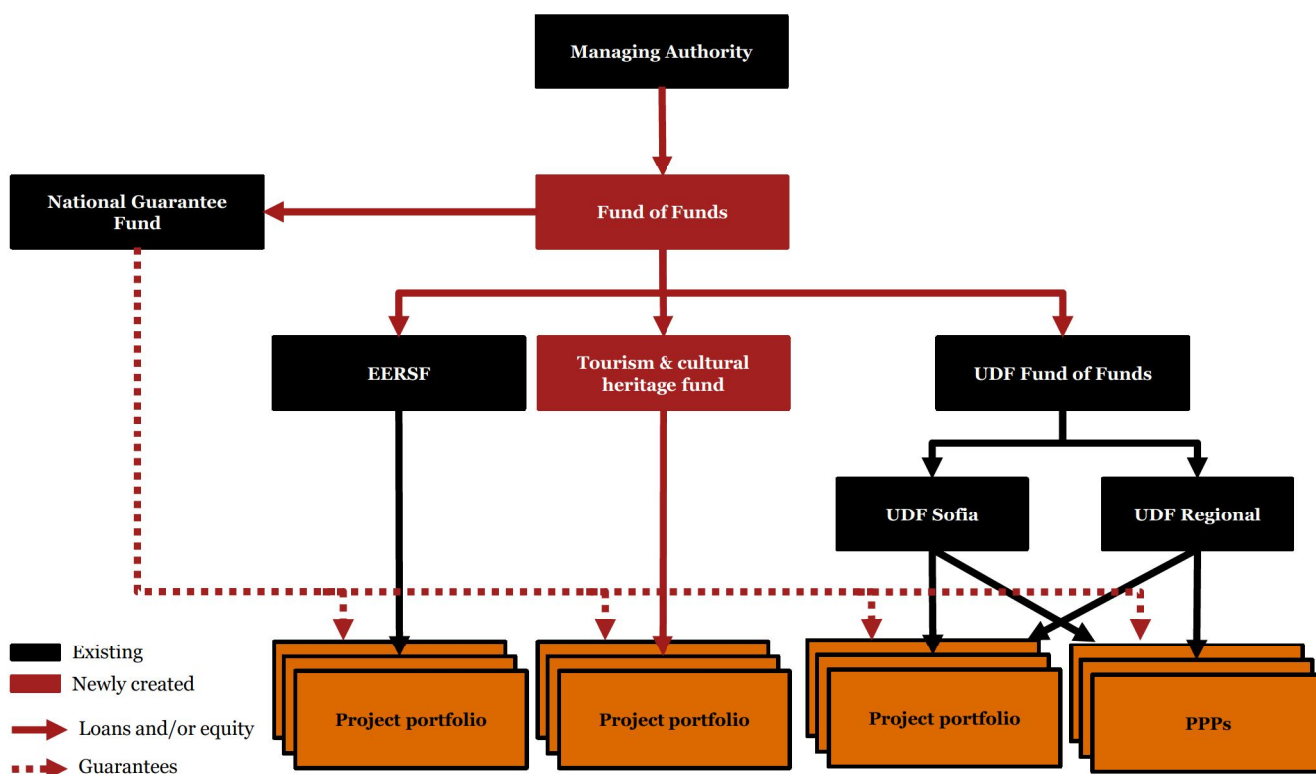 Managing Authority
National Guarantee
Fund
Fund of Funds
EERSF
Tourism & cultural
heritage fund
UDF Fund of Funds
UDF Sofia
UDF Regional
Existing
Newly created
Loans and/or equity
Guarantees
Project portfolio
Project portfolio
Project portfolio
PPPs